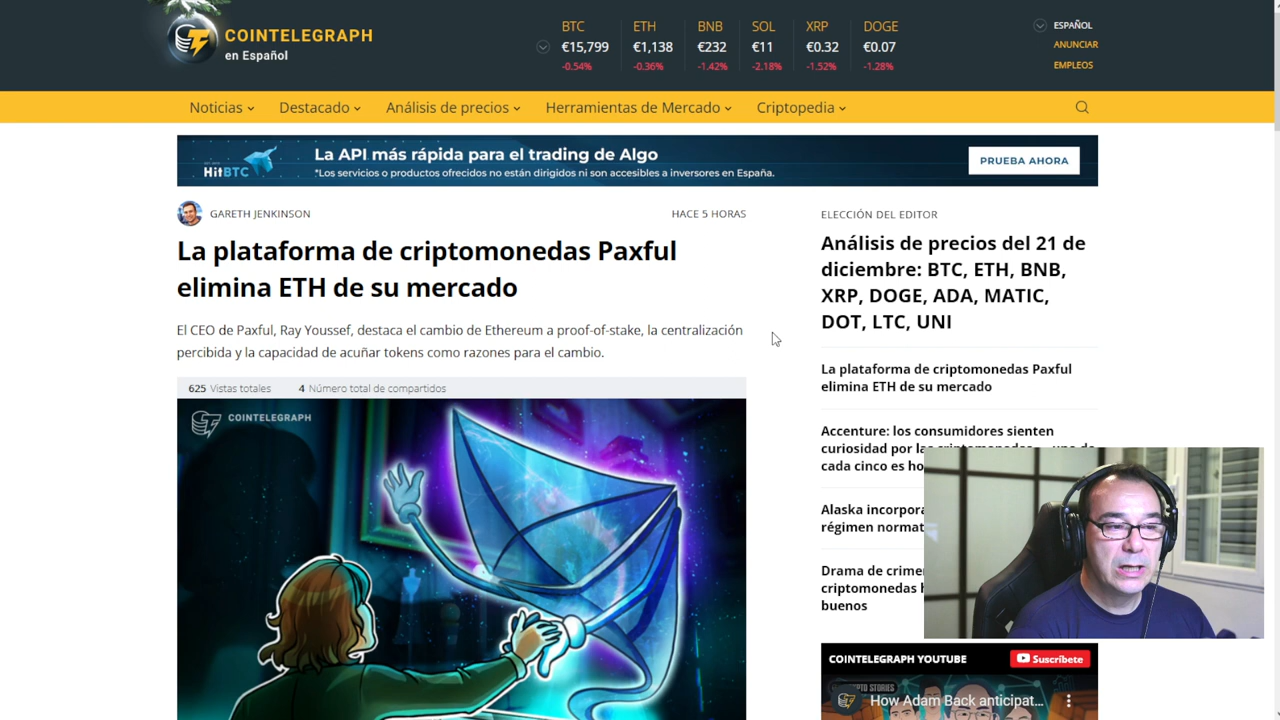 COINTELEGRAPH
en Español
BTC ETH BNB SOL XRP DOGE
€15,799 €1,138 €232 €11 €0.32 €0.07
-0.54% -0.36% -1.42% -2.18% -1.52% -1.28%
ESPAÑOL
ANUNCIAR
EMPLEOS
Noticias Destacado Análisis de precios Herramientas de Mercado Criptopedia
HitBTC
La API más rápida para el trading de Algo
*Los servicios o productos ofrecidos no están dirigidos ni son accesibles a inversores en España.
PRUEBA AHORA
GARETH JENKINSON HACE 5 HORAS
La plataforma de criptomonedas Paxful
elimina ETH de su mercado
El CEO de Paxful, Ray Youssef, destaca el cambio de Ethereum a proof-of-stake, la centralización
percibida y la capacidad de acuñar tokens como razones para el cambio.
625 Vistas totales 4 Número total de compartidos
COINTELEGRAPH
ELECCIÓN DEL EDITOR
Análisis de precios del 21 de
diciembre: BTC, ETH, BNB,
XRP, DOGE, ADA, MATIC,
DOT, LTC, UNI
La plataforma de criptomonedas Paxful
elimina ETH de su mercado
Accenture: los consumidores sienten
curiosidad por las criptomonedas
cada cinco es
Alaska
régimen
Drama de
criptomonedas
buenos
COINTELEGRAPH YOUTUBE Suscríbete
How Adam Back anticipat...